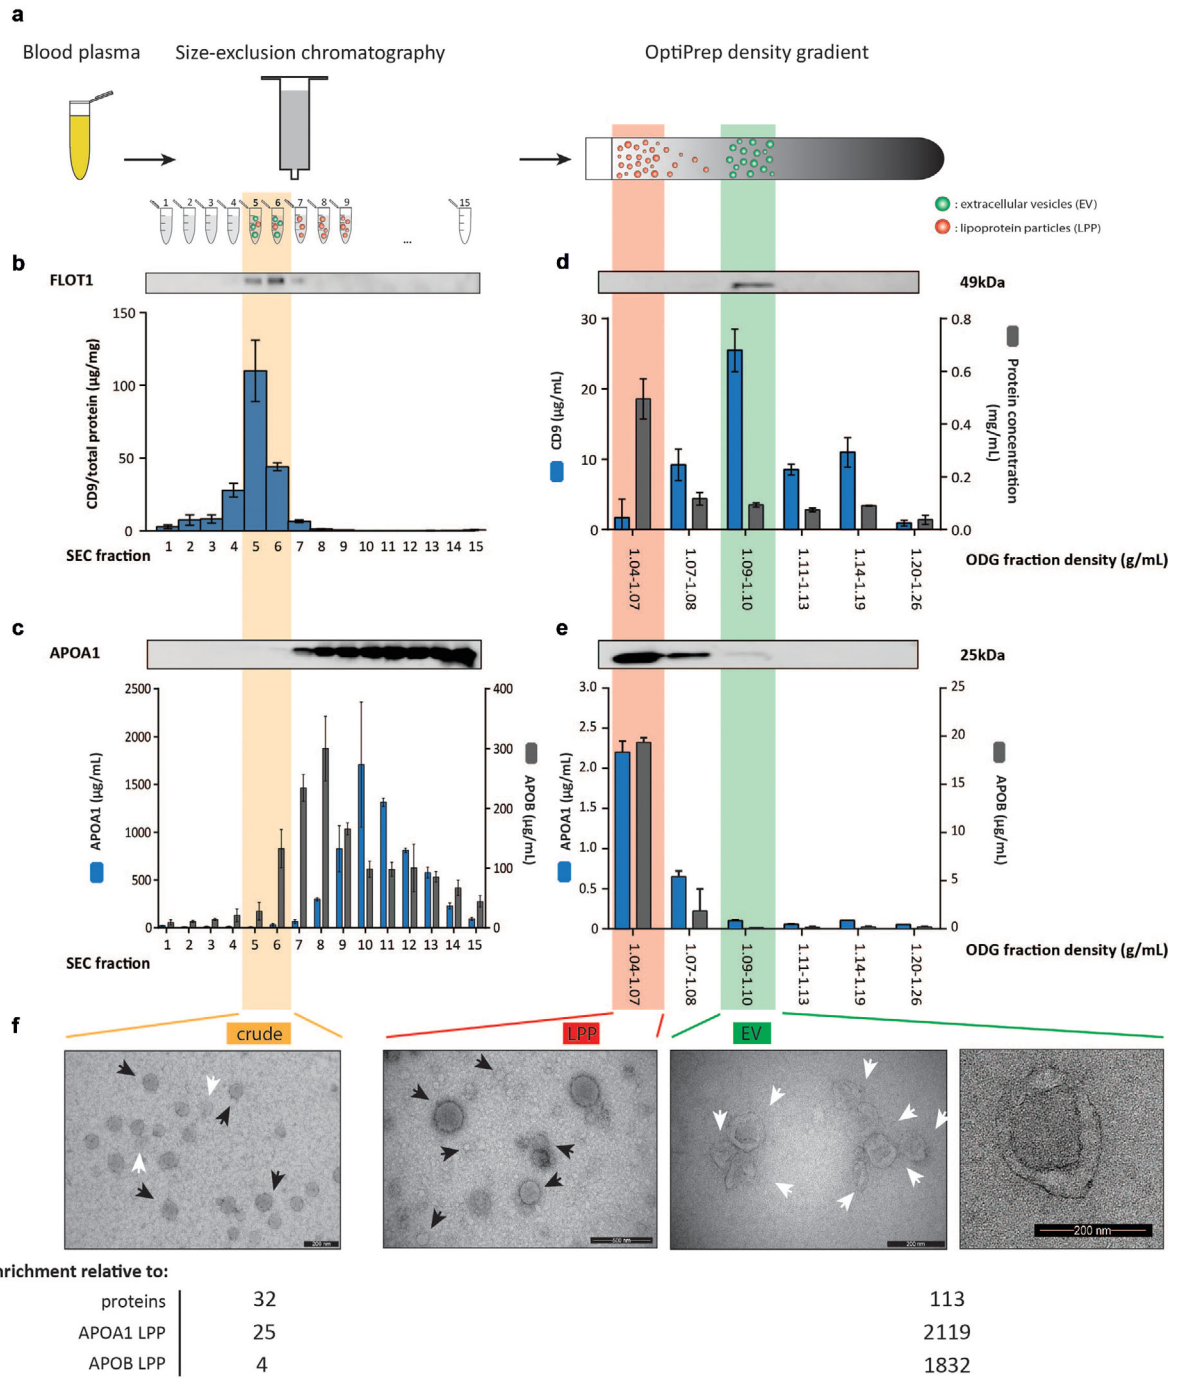 a
Blood plasma
Size-exclusion chromatography
OptiPrep density gradient
1 2 3 4 5 6 7 8 9 ... 15
: extracellular vesicles (EV)
: lipoprotein particles (LPP)
b
FLOT1
CD9/total protein (µg/mg)
150
100
50
0
1 2 3 4 5 6 7 8 9 10 11 12 13 14 15
SEC fraction
d
49kDa
CD9 (µg/mL)
30
20
10
0
0.8
0.6
0.4
0.2
0.0
Protein concentration
(mg/mL)
1.04-1.07
1.07-1.08
1.09-1.10
1.11-1.13
1.14-1.19
1.20-1.26
ODG fraction density (g/mL)
c
APOA1
APOA1 (µg/mL)
2500
2000
1500
1000
500
0
400
300
200
100
0
APOB (µg/mL)
1 2 3 4 5 6 7 8 9 10 11 12 13 14 15
SEC fraction
e
25kDa
APOA1 (µg/mL)
3.0
2.5
2.0
1.5
1.0
0.5
0
25
20
15
10
5
0
APOB (µg/mL)
1.04-1.07
1.07-1.08
1.09-1.10
1.11-1.13
1.14-1.19
1.20-1.26
ODG fraction density (g/mL)
f
crude
LPP
EV
200 nm
500 nm
200 nm
200 nm
nrichment relative to:
proteins 32 113
APOA1 LPP 25 2119
APOB LPP 4 1832